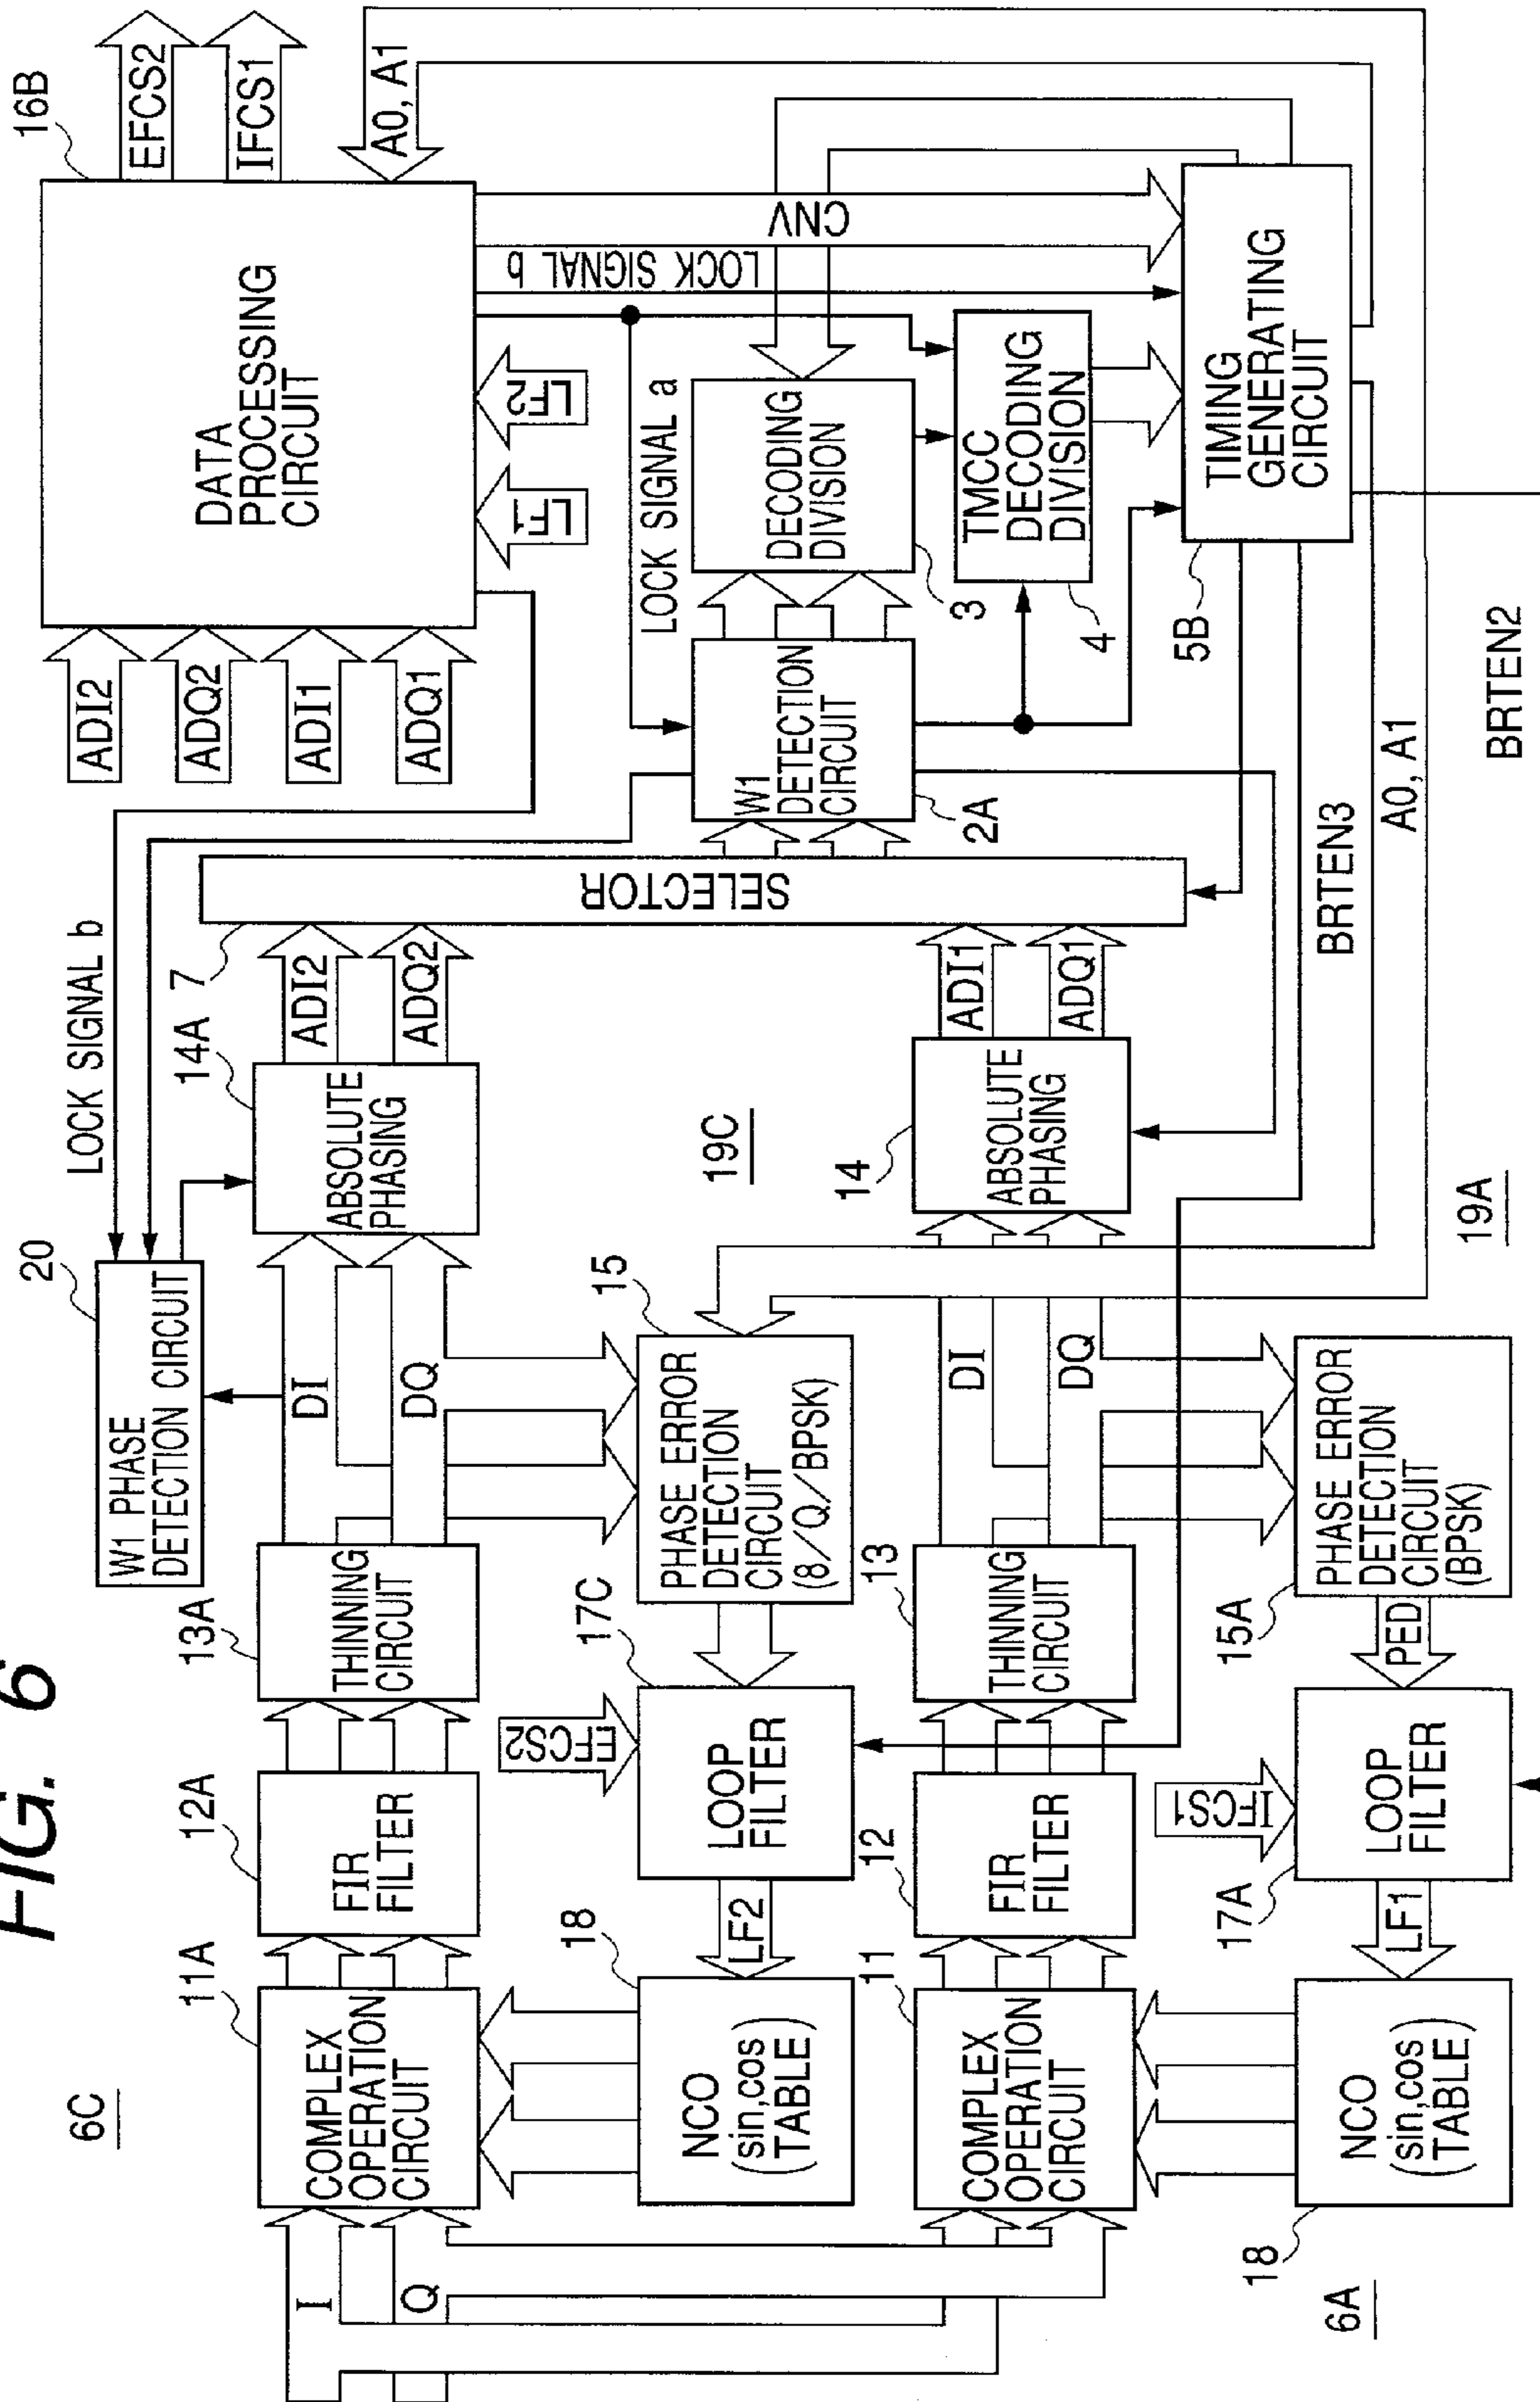 FIG. 6
6C
I
Q
11A
COMPLEX
OPERATION
CIRCUIT
12A
FIR
FILTER
13A
THINNING
CIRCUIT
20
W1 PHASE
DETECTION CIRCUIT
DI
DQ
LOCK SIGNAL b
14A
ABSOLUTE
PHASING
ADI2
ADQ2
7
SELECTOR
ADI2
ADQ2
ADI1
ADQ1
16B
DATA
PROCESSING
CIRCUIT
EFCS2
IFCS1
A0, A1
LF1
LF2
LOCK SIGNAL b
CNV
LOCK SIGNAL a
18
NCO
(sin,cos
TABLE)
LF2
17C
LOOP
FILTER
EFCS2
15
PHASE ERROR
DETECTION
CIRCUIT
(8/Q/BPSK)
19C
W1
DETECTION
CIRCUIT
2A
DECODING
DIVISION
3
TMCC
DECODING
DIVISION
4
TIMING
GENERATING
CIRCUIT
5B
11
COMPLEX
OPERATION
CIRCUIT
12
FIR
FILTER
13
THINNING
CIRCUIT
DI
DQ
14
ABSOLUTE
PHASING
ADI1
ADQ1
BRTEN3
A0, A1
BRTEN2
6A
18
NCO
(sin,cos
TABLE)
LF1
17A
LOOP
FILTER
IFCS1
PED
15A
PHASE ERROR
DETECTION
CIRCUIT
(BPSK)
19A